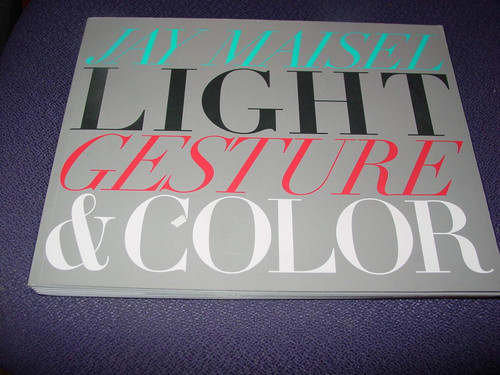 JAY MAISEL
LIGHT
GESTURE
& COLOR